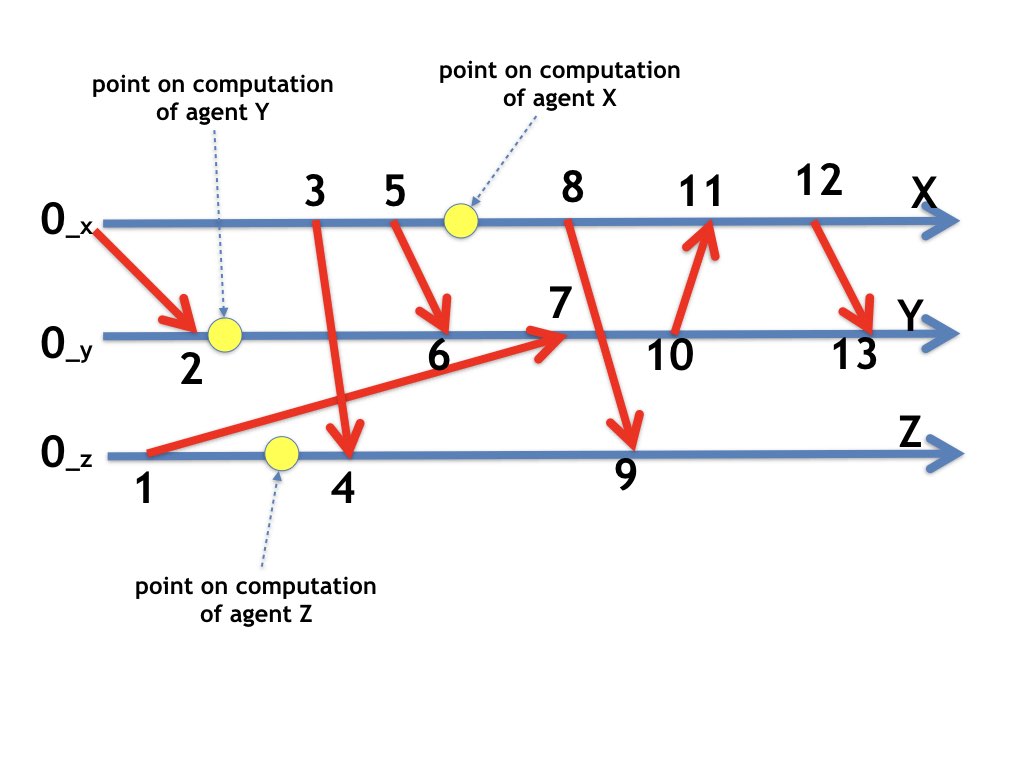 point on computation
of agent Y
point on computation
of agent X
3
5
8
11
12
X
0_x
7
Y
0_y
2
6
10
13
Z
0_z
1
4
9
point on computation
of agent Z